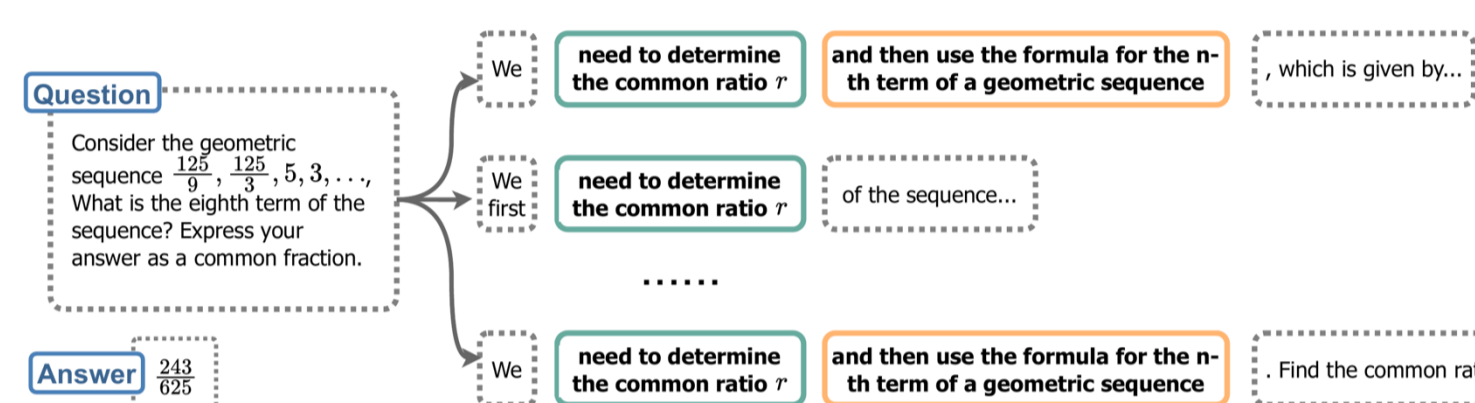 Question
Consider the geometric
sequence 125/9, 125/3, 5, 3, . . .,
What is the eighth term of the
sequence? Express your
answer as a common fraction.
Answer
243/625
We
need to determine
the common ratio r
and then use the formula for the n-
th term of a geometric sequence
, which is given by...
We
first
need to determine
the common ratio r
of the sequence...
......
We
need to determine
the common ratio r
and then use the formula for the n-
th term of a geometric sequence
. Find the common